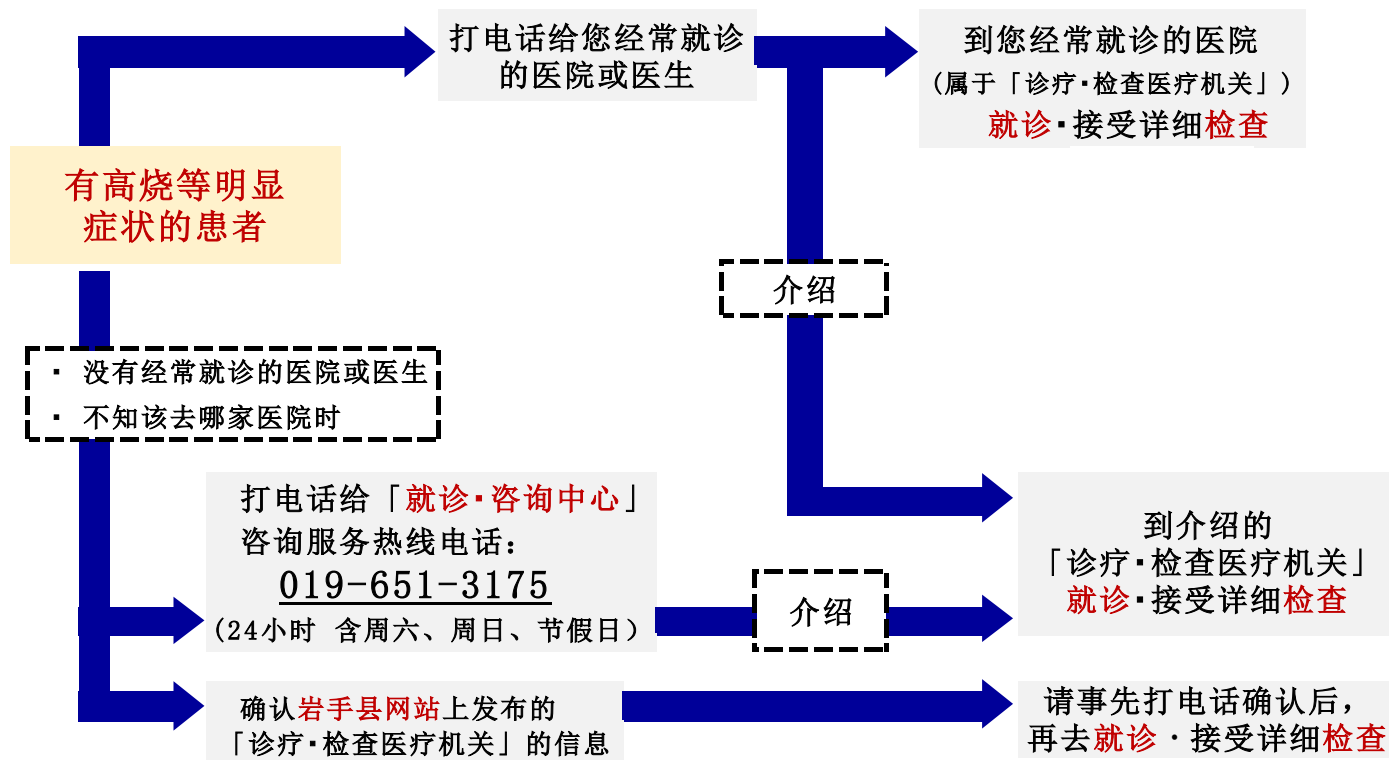 打电话给您经常就诊
的医院或医生
到您经常就诊的医院
(属于「诊疗·检查医疗机关」)
就诊·接受详细检查
有高烧等明显
症状的患者
介绍
· 没有经常就诊的医院或医生
· 不知该去哪家医院时
打电话给「就诊·咨询中心」
咨询服务热线电话：
019-651-3175
(24小时 含周六、周日、节假日）
介绍
到介绍的
「诊疗·检查医疗机关」
就诊·接受详细检查
确认岩手县网站上发布的
「诊疗·检查医疗机关」的信息
请事先打电话确认后，
再去就诊·接受详细检查